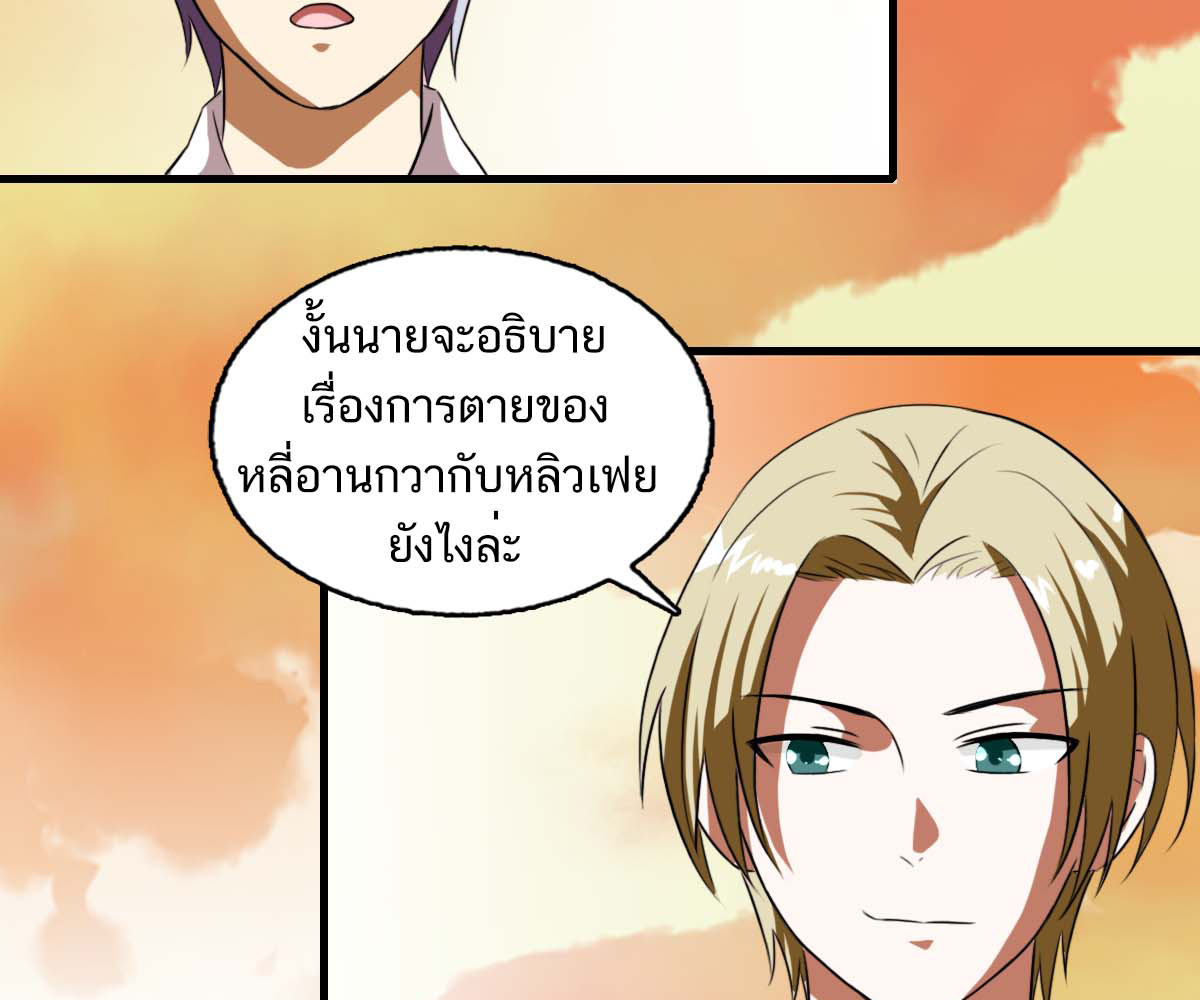 งั้นนายจะอธิบาย
เรื่องการตายของ
หลี่อานกวากับหลิวเฟย
ยังไงล่ะ